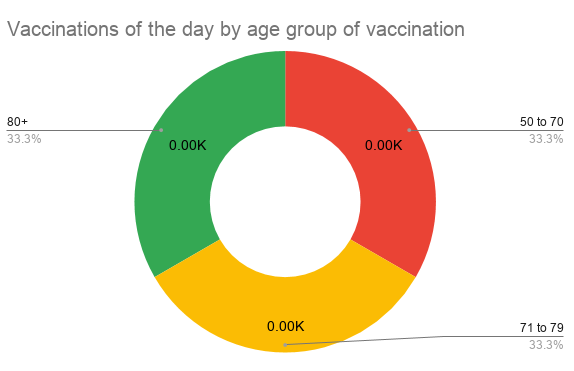 Vaccinations of the day by age group of vaccination
80+
33.3%
50 to 70
33.3%
0.00K
0.00K
0.00K
71 to 79
33.3%